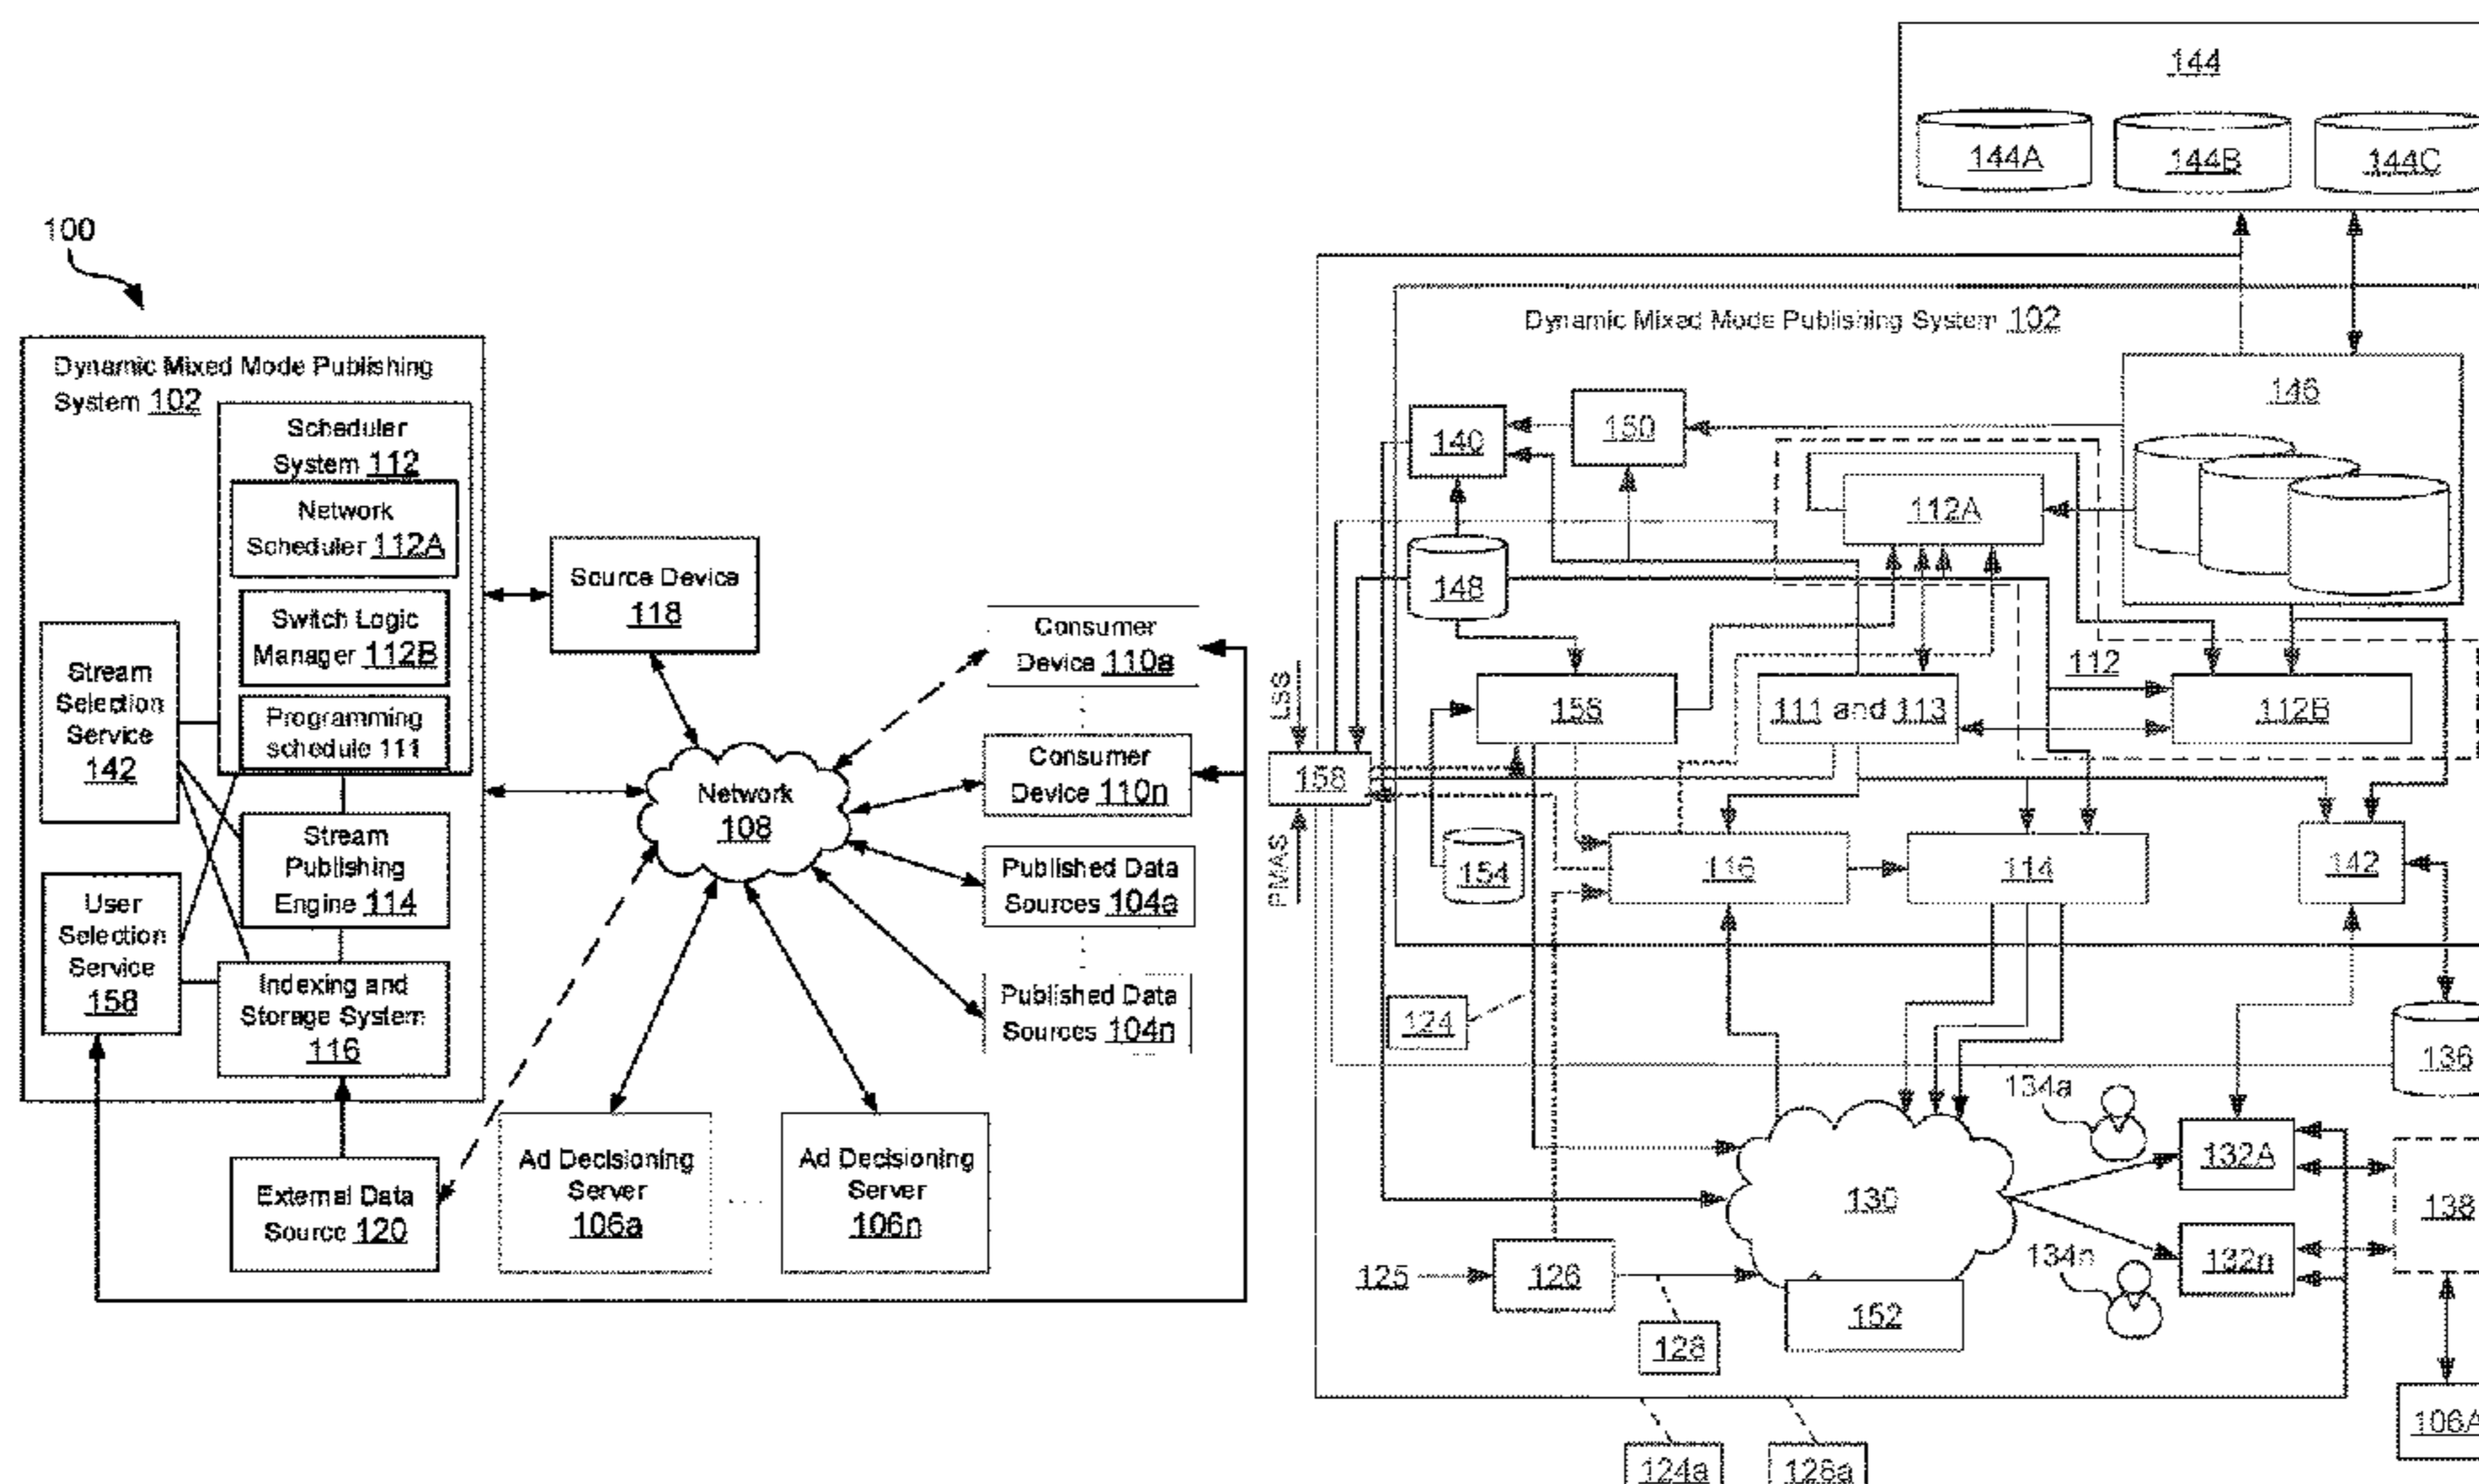 100
Dynamic Mixed Mode Publishing
System 102
Scheduler
System 112
Network
Scheduler 112A
Switch Logic
Manager 112B
Programming
schedule 111
Stream
Selection
Service
142
Stream
Publishing
Engine 114
User
Selection
Service
158
Indexing and
Storage System
116
External Data
Source 120
Source Device
118
Network
108
Consumer
Device 110a
Consumer
Device 110n
Published Data
Sources 104a
Published Data
Sources 104n
Ad Decisioning
Server
106a
Ad Decisioning
Server
106n
144
144A
144B
144C
Dynamic Mixed Mode Publishing System 102
146
140
150
112A
148
112
111 and 113
112B
LSS
158
PMAS
154
116
114
142
124
136
134a
132A
130
138
134n
132n
125
126
152
128
106A
124a